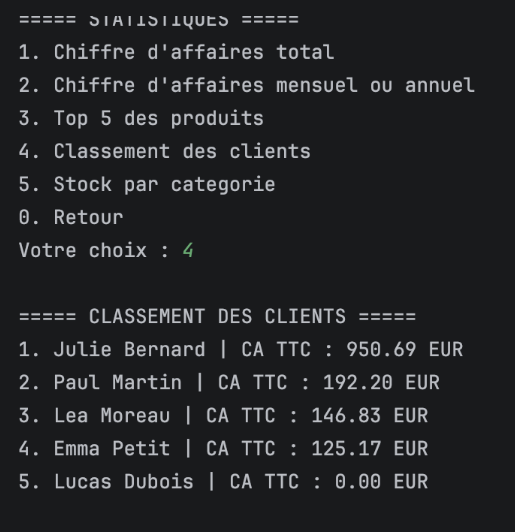 ===== STATISTIQUES =====
1. Chiffre d'affaires total
2. Chiffre d'affaires mensuel ou annuel
3. Top 5 des produits
4. Classement des clients
5. Stock par categorie
0. Retour
Votre choix : 4
===== CLASSEMENT DES CLIENTS =====
1. Julie Bernard | CA TTC : 950.69 EUR
2. Paul Martin | CA TTC : 192.20 EUR
3. Lea Moreau | CA TTC : 146.83 EUR
4. Emma Petit | CA TTC : 125.17 EUR
5. Lucas Dubois | CA TTC : 0.00 EUR